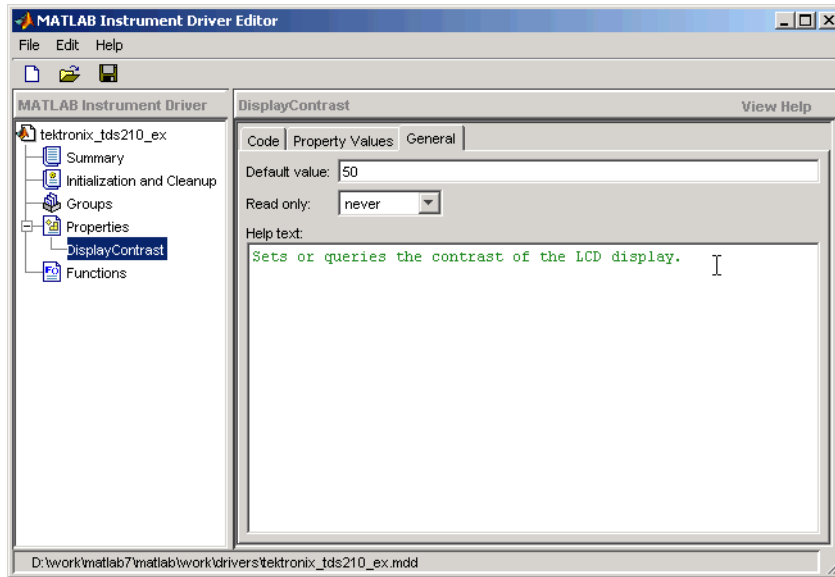 MATLAB Instrument Driver Editor
File Edit Help
MATLAB Instrument Driver
DisplayContrast
View Help
tektronix_tds210_ex
Summary
Initialization and Cleanup
Groups
Properties
DisplayContrast
Functions
Code Property Values General
Default value: 50
Read only: never
Help text:
Sets or queries the contrast of the LCD display.
D:\work\matlab7\matlab\work\drivers\tektronix_tds210_ex.mdd